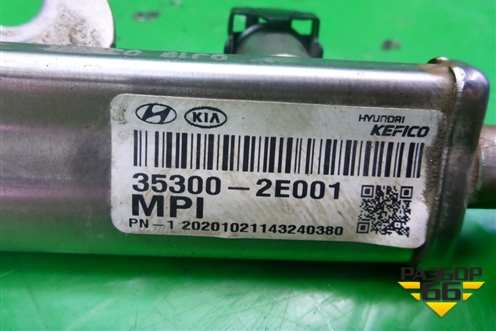 KIA
HYUNDAI
KEFICO
35300-2E001
MPI
PN-1 20201021143240380
РАЗБОР
66